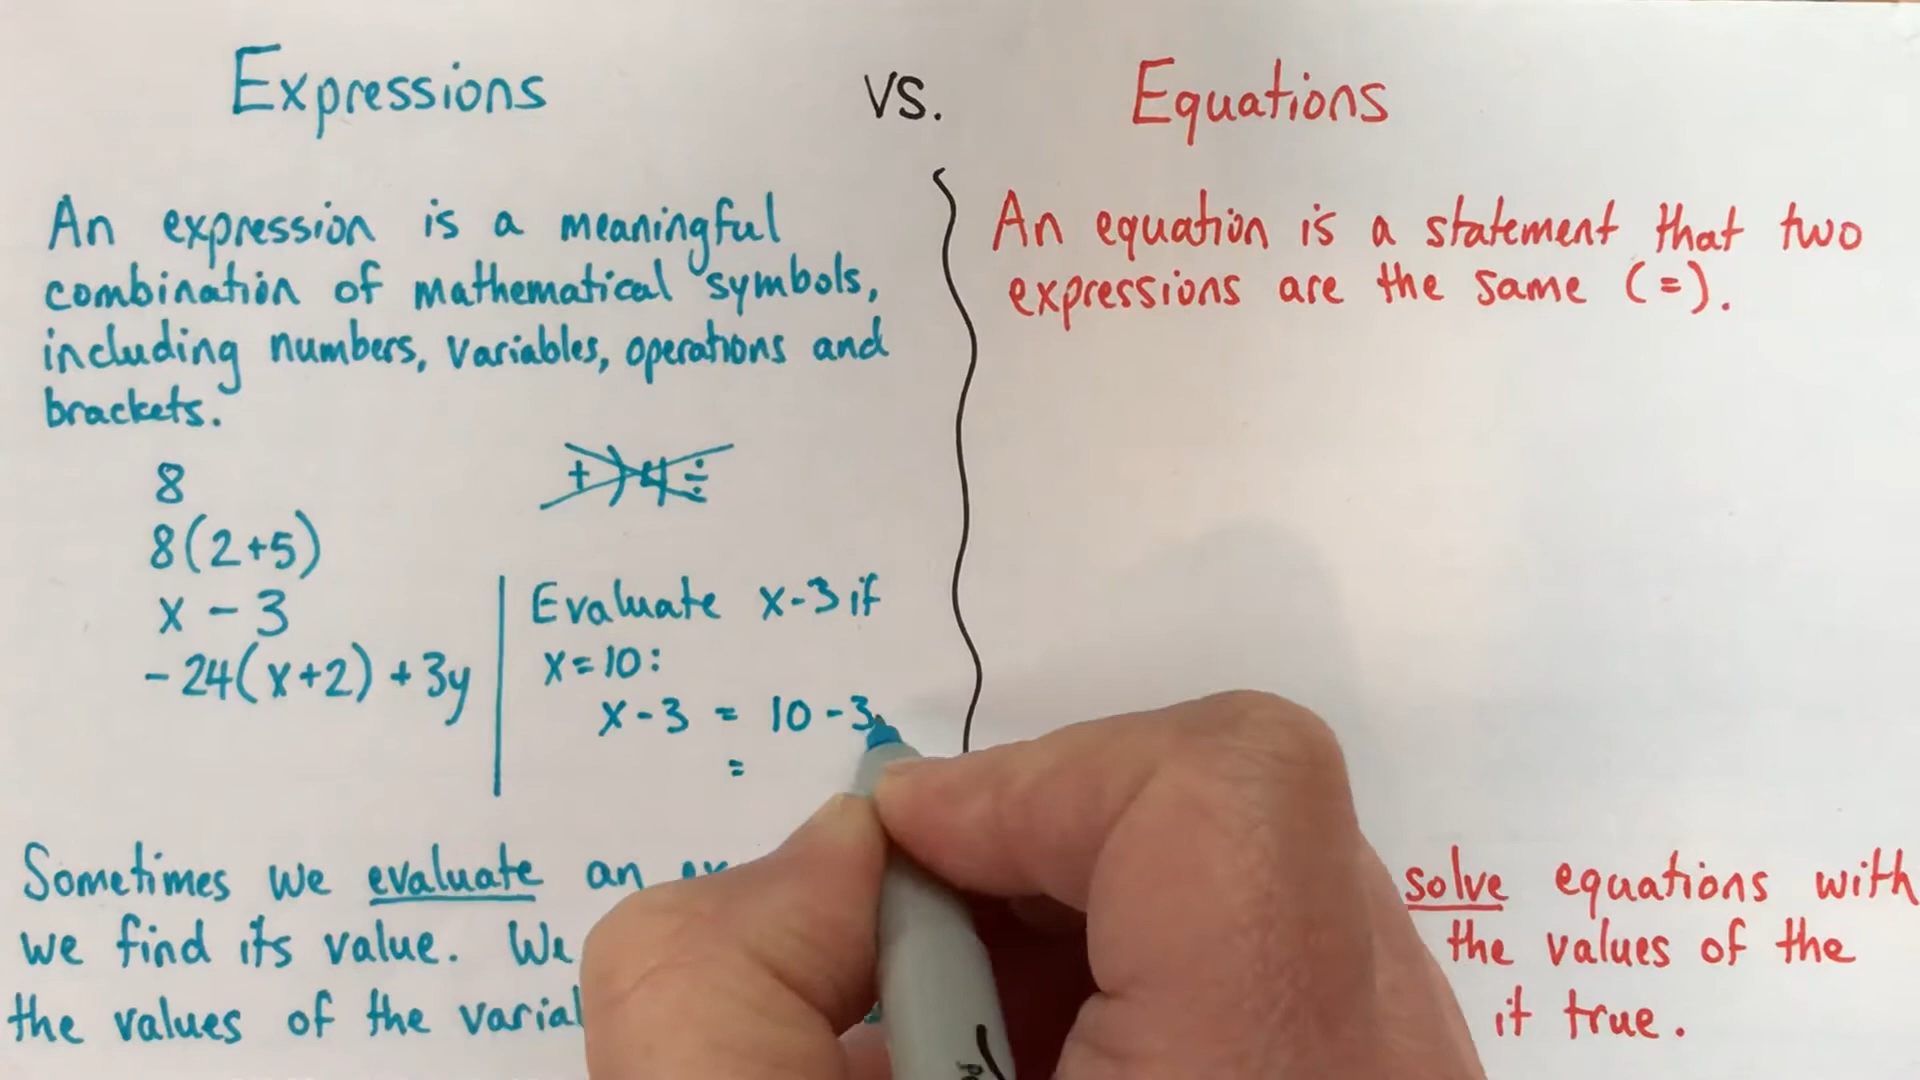 Expressions vs. Equations
An expression is a meaningful
combination of mathematical symbols,
including numbers, variables, operations and
brackets.
8
+ ) 4 ÷
8(2+5)
x - 3
-24(x+2) + 3y
Evaluate x-3 if
x=10:
x - 3 = 10 - 3
=
Sometimes we evaluate an
we find its value. We
the values of the
An equation is a statement that two
expressions are the same (=).
solve equations with
the values of the
it true.